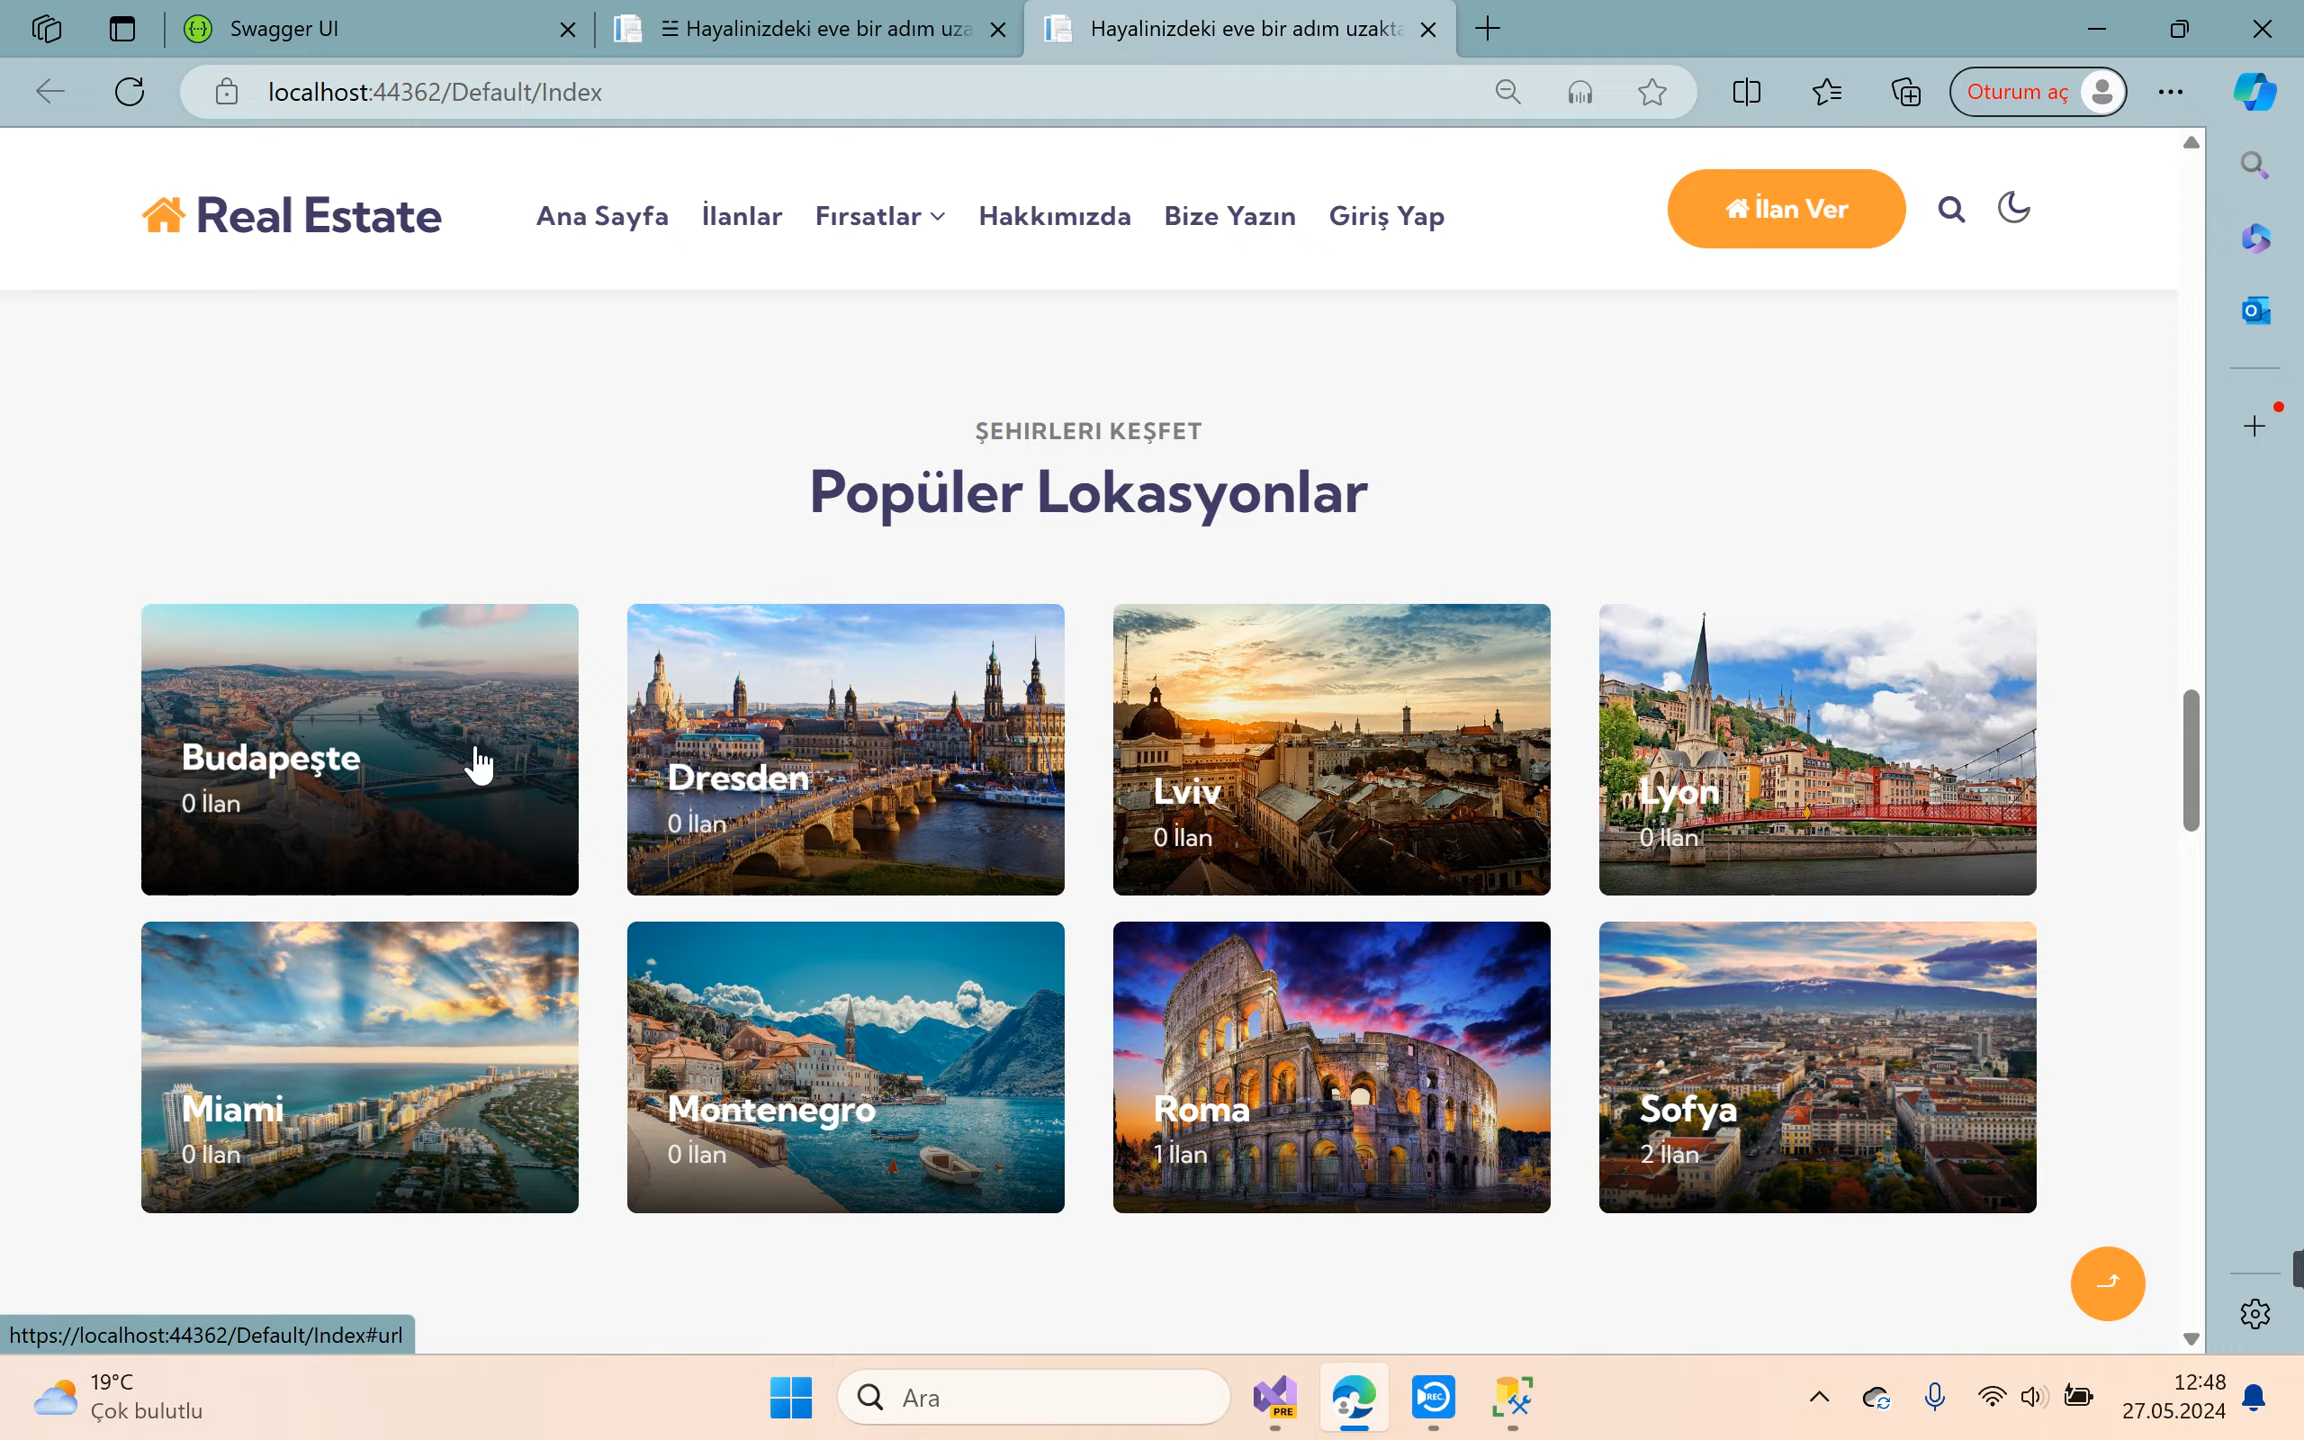 Swagger UI
☱ Hayalinizdeki eve bir adım uza
Hayalinizdeki eve bir adım uzakta
localhost:44362/Default/Index
Oturum aç
Real Estate
Ana Sayfa
İlanlar
Fırsatlar
Hakkımızda
Bize Yazın
Giriş Yap
İlan Ver
ŞEHIRLERI KEŞFET
Popüler Lokasyonlar
Budapeşte
0 İlan
Dresden
0 İlan
Lviv
0 İlan
Lyon
0 İlan
Miami
0 İlan
Montenegro
0 İlan
Roma
1 İlan
Sofya
2 İlan
https://localhost:44362/Default/Index#url
19°C
Çok bulutlu
Ara
PRE
REC
12:48
27.05.2024